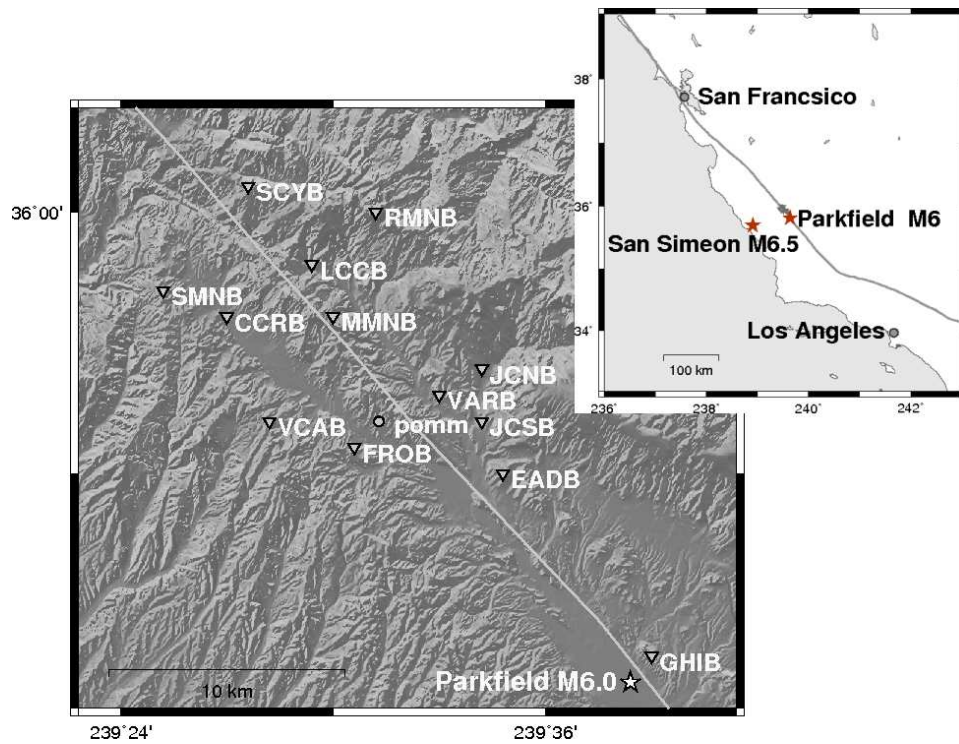 38°
San Francsico
36°
Parkfield M6
San Simeon M6.5
34°
Los Angeles
100 km
236
238
240
242
36°00'
SCYB
RMNB
LCCB
SMNB
CCRB
MMNB
JCNB
VARB
VCAB
pomm
JCSB
FROB
EADB
GHIB
Parkfield M6.0
10 km
239°24'
239°36'